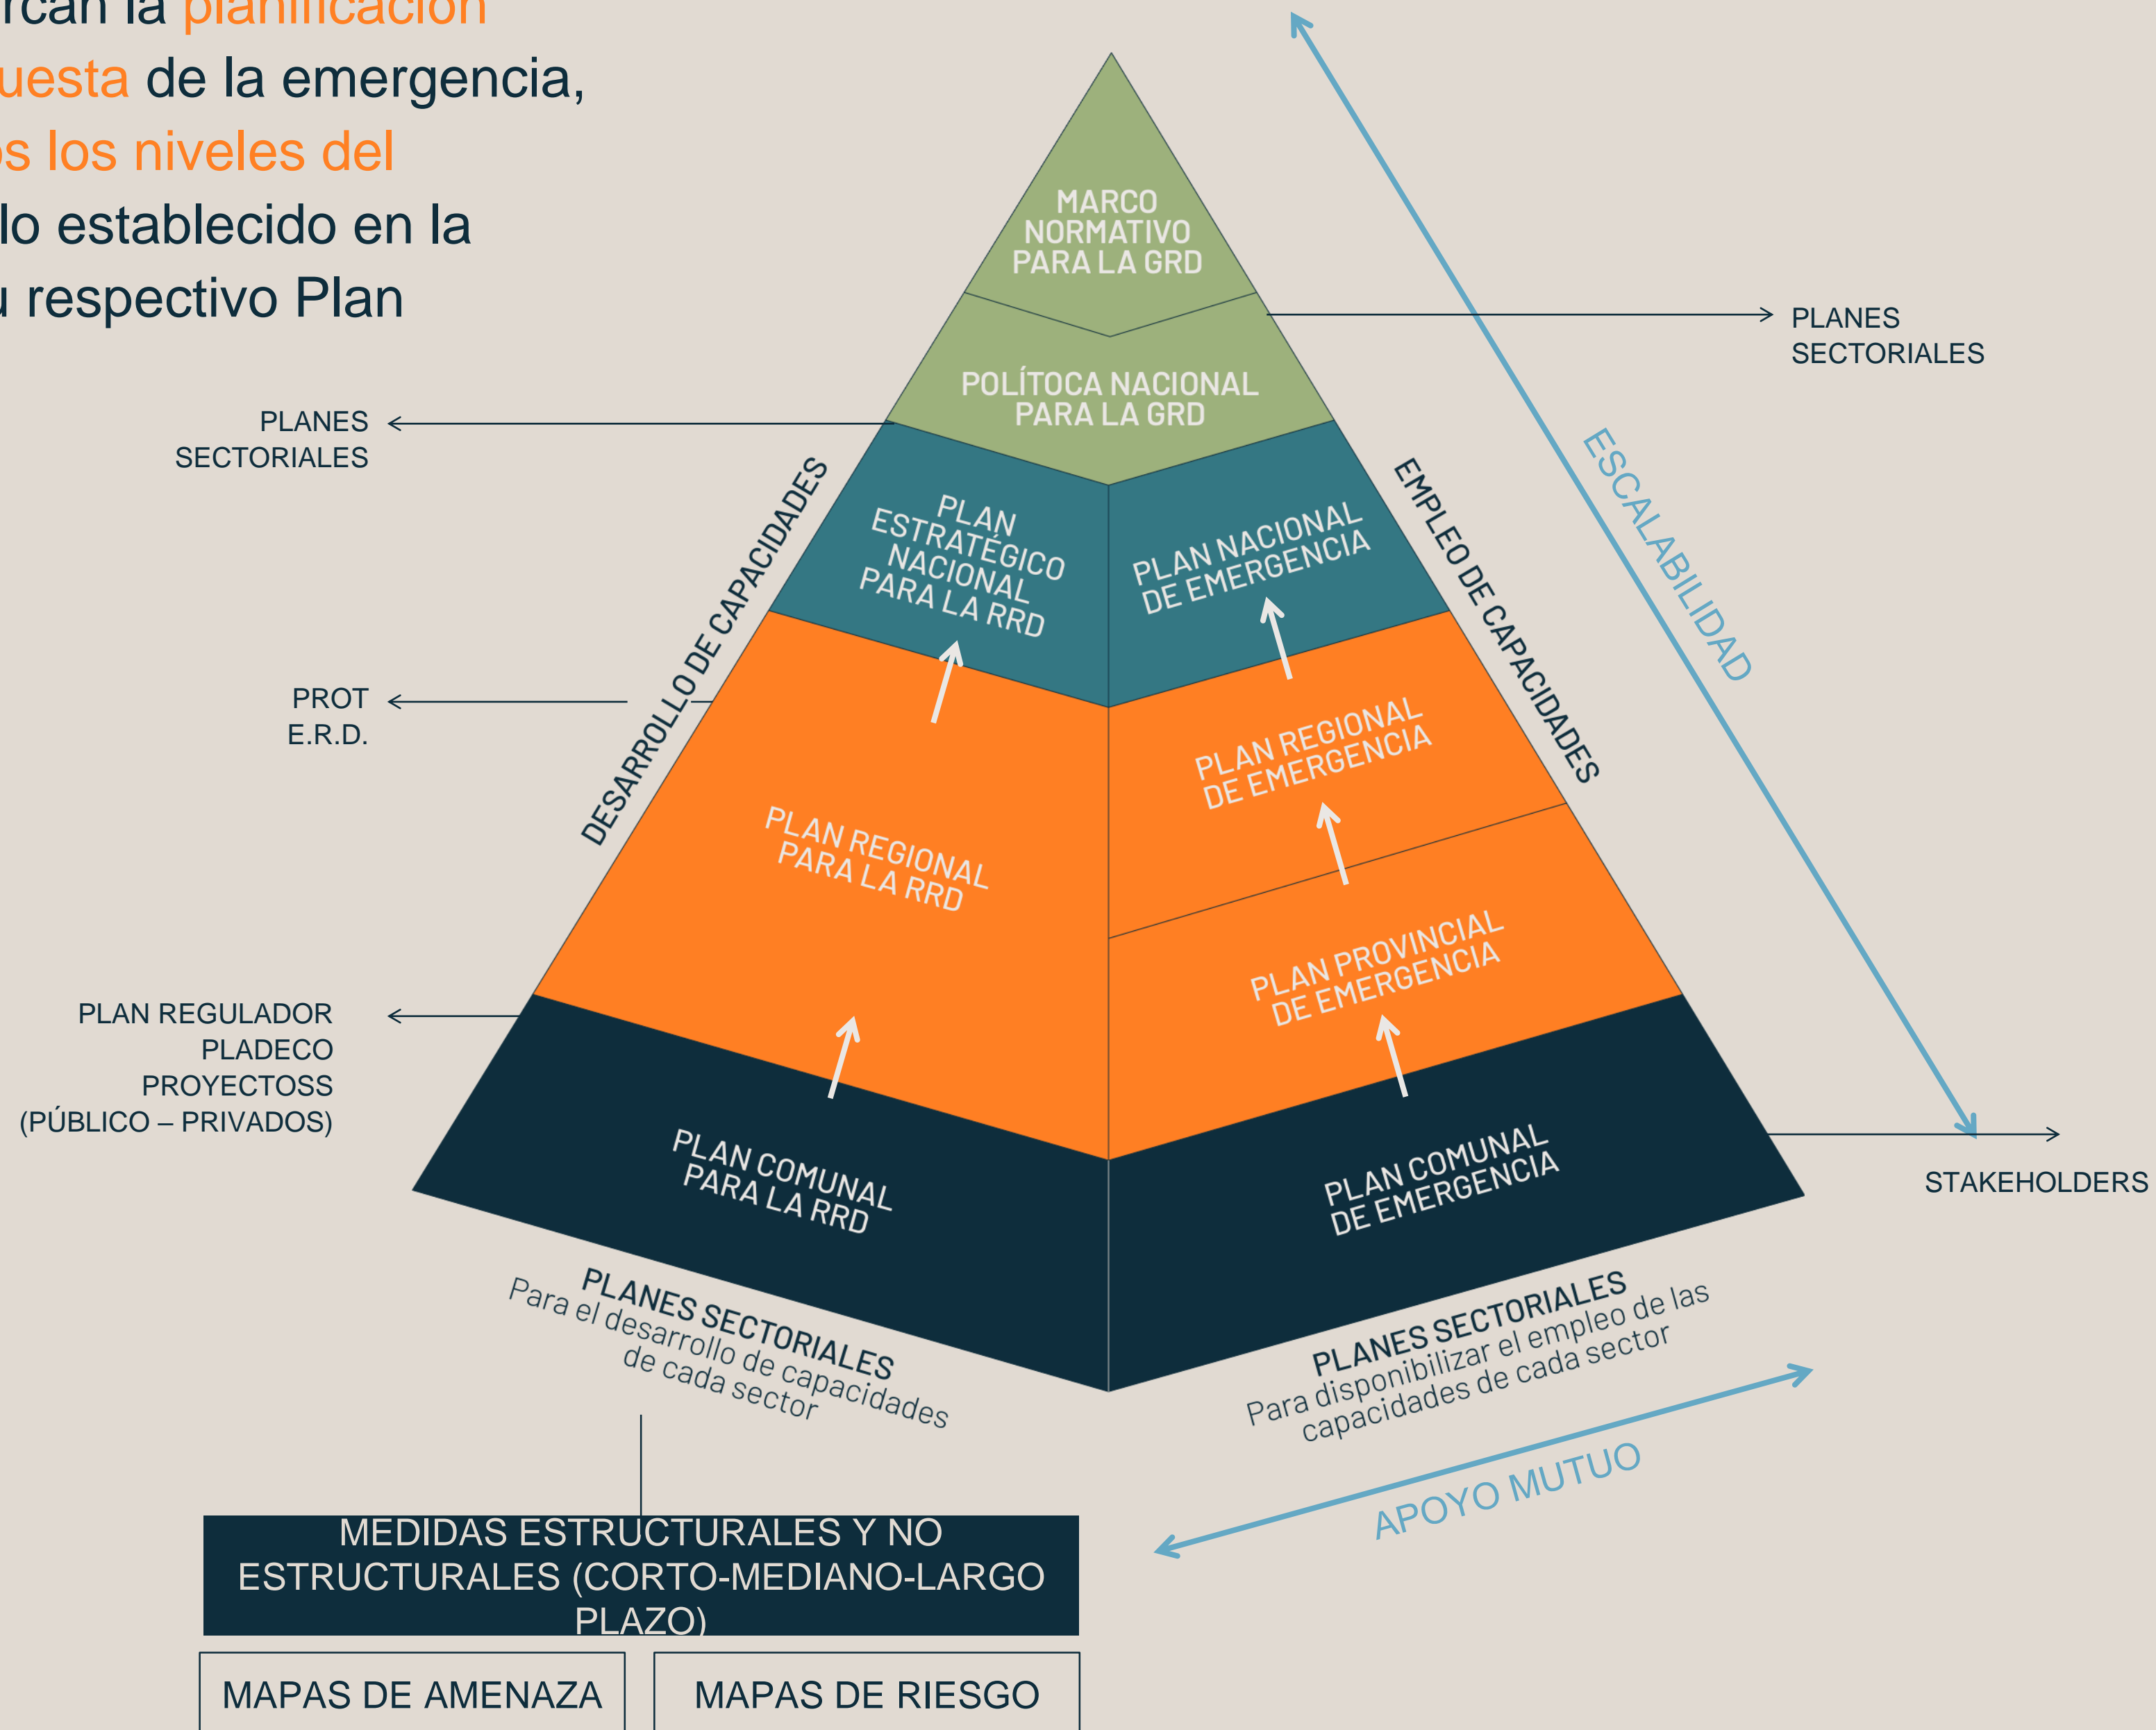 la planificación
de la emergencia,
los niveles del
lo establecido en la
respectivo Plan
MARCO
NORMATIVO
PARA LA GRD
POLÍTOCA NACIONAL
PARA LA GRD
PLANES
SECTORIALES
PLANES
SECTORIALES
DESARROLLO DE CAPACIDADES
EMPLEO DE CAPACIDADES
ESCALABILIDAD
PLAN
ESTRATÉGICO
NACIONAL
PARA LA RRD
PLAN NACIONAL
DE EMERGENCIA
PROT
E.R.D.
PLAN REGIONAL
PARA LA RRD
PLAN REGIONAL
DE EMERGENCIA
PLAN PROVINCIAL
DE EMERGENCIA
PLAN REGULADOR
PLADECO
PROYECTOSS
(PÚBLICO – PRIVADOS)
PLAN COMUNAL
PARA LA RRD
PLAN COMUNAL
DE EMERGENCIA
STAKEHOLDERS
PLANES SECTORIALES
Para el desarrollo de capacidades
de cada sector
PLANES SECTORIALES
Para disponibilizar el empleo de las
capacidades de cada sector
APOYO MUTUO
MEDIDAS ESTRUCTURALES Y NO
ESTRUCTURALES (CORTO-MEDIANO-LARGO
PLAZO)
MAPAS DE AMENAZA
MAPAS DE RIESGO